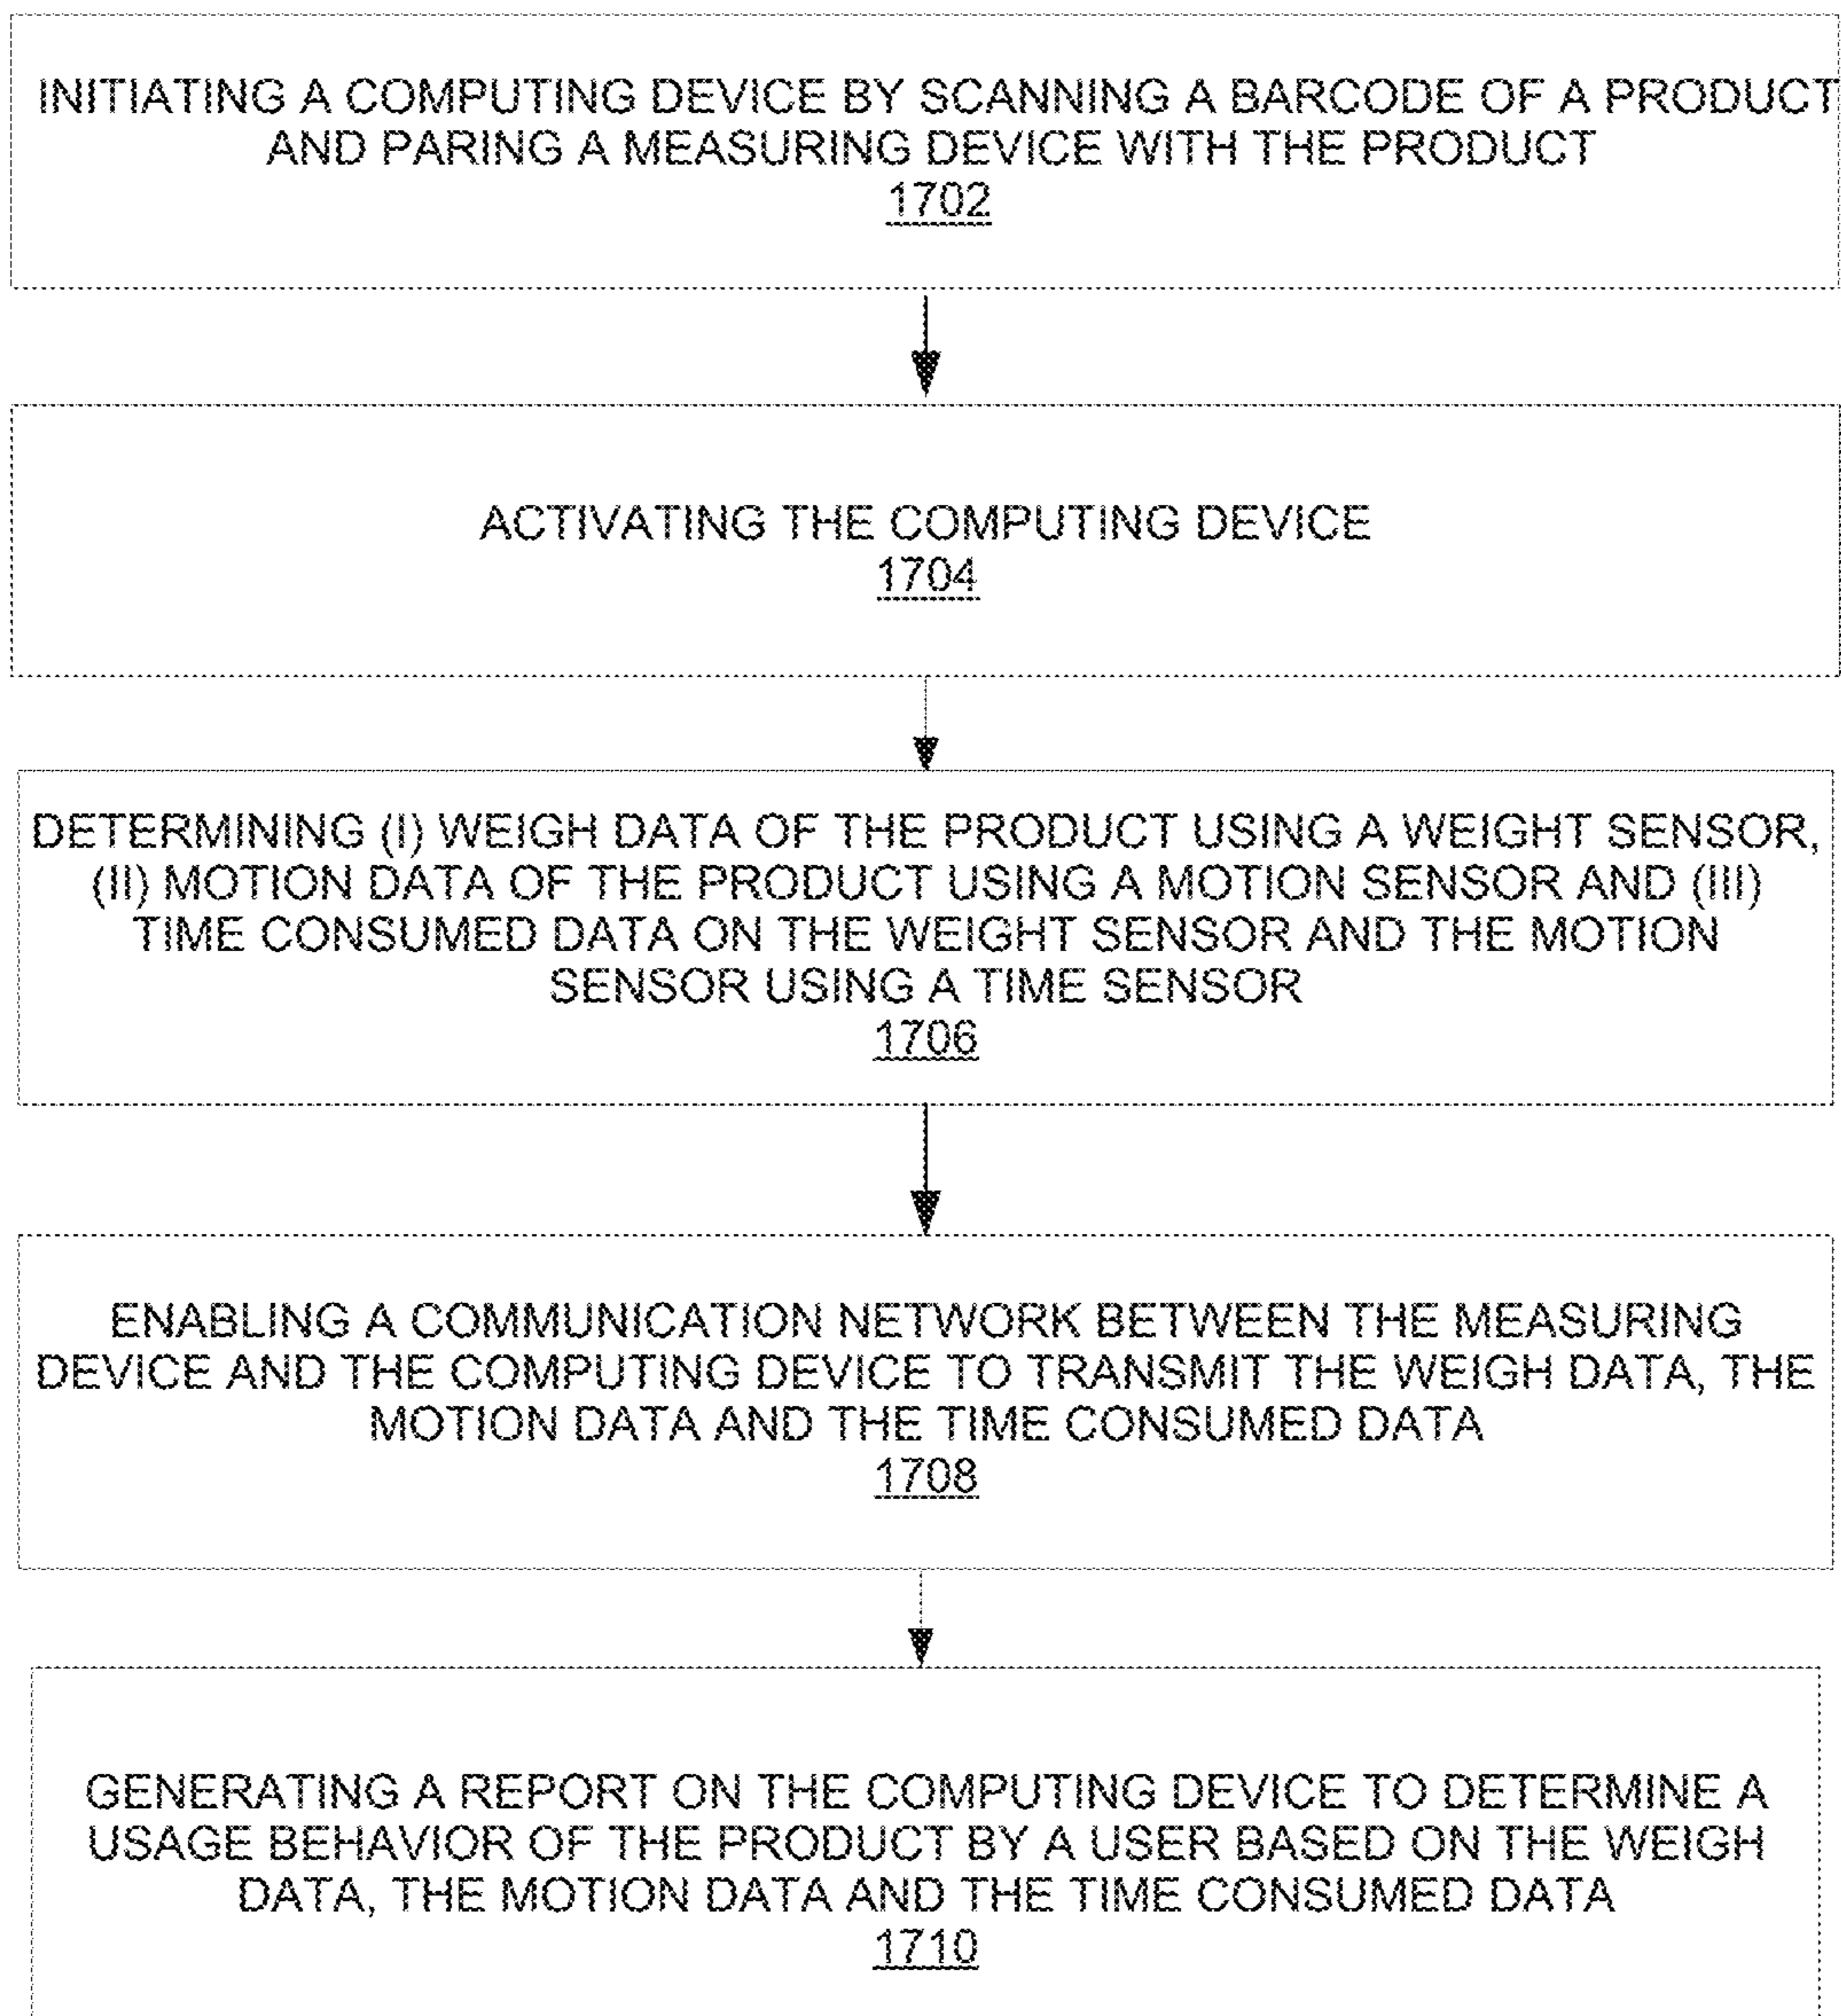 INITIATING A COMPUTING DEVICE BY SCANNING A BARCODE OF A PRODUCT
AND PARING A MEASURING DEVICE WITH THE PRODUCT
1702
ACTIVATING THE COMPUTING DEVICE
1704
DETERMINING (I) WEIGH DATA OF THE PRODUCT USING A WEIGHT SENSOR,
(II) MOTION DATA OF THE PRODUCT USING A MOTION SENSOR AND (III)
TIME CONSUMED DATA ON THE WEIGHT SENSOR AND THE MOTION
SENSOR USING A TIME SENSOR
1706
ENABLING A COMMUNICATION NETWORK BETWEEN THE MEASURING
DEVICE AND THE COMPUTING DEVICE TO TRANSMIT THE WEIGH DATA, THE
MOTION DATA AND THE TIME CONSUMED DATA
1708
GENERATING A REPORT ON THE COMPUTING DEVICE TO DETERMINE A
USAGE BEHAVIOR OF THE PRODUCT BY A USER BASED ON THE WEIGH
DATA, THE MOTION DATA AND THE TIME CONSUMED DATA
1710